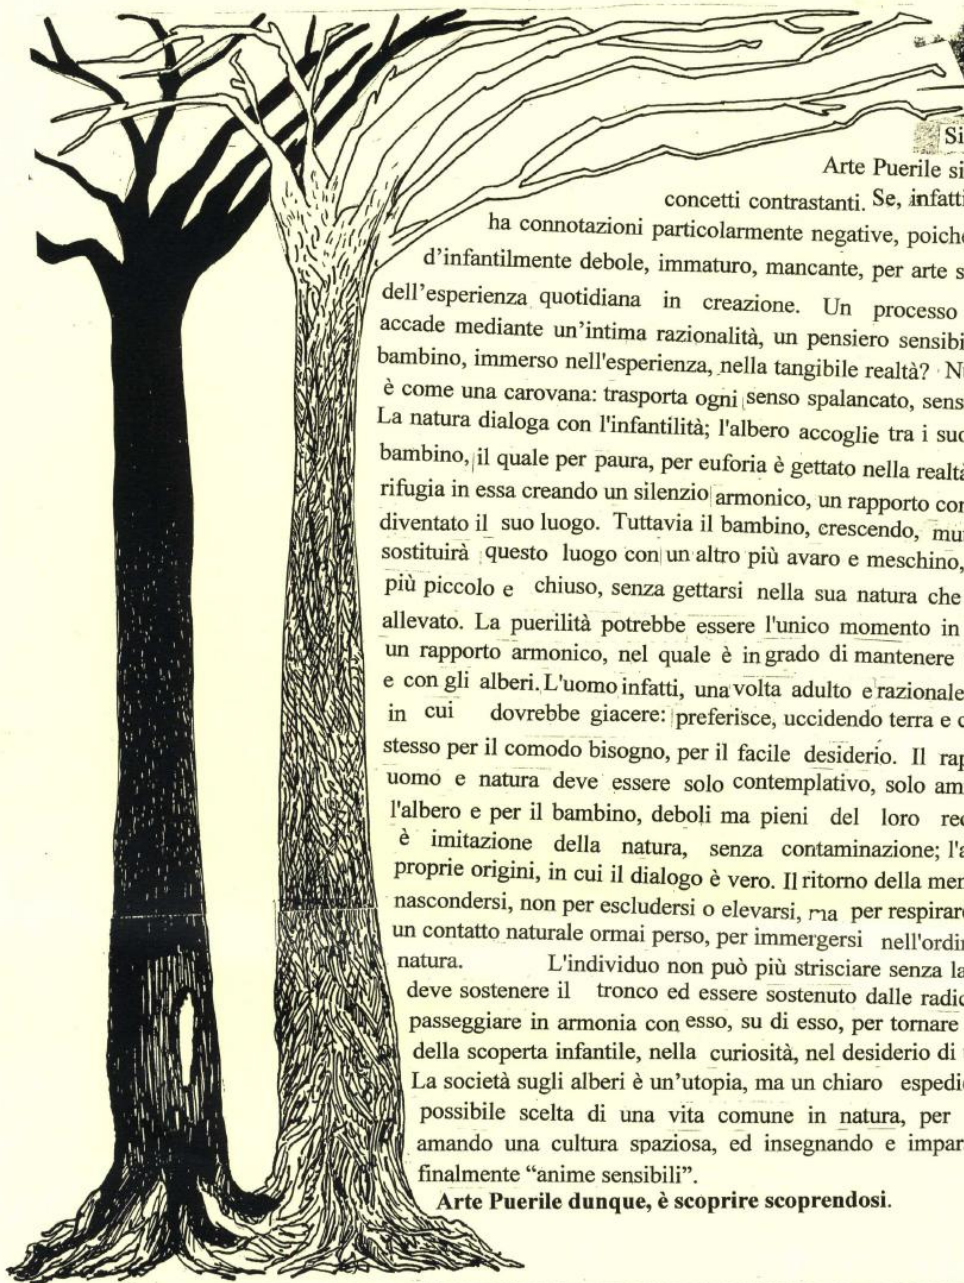 Si
Arte Puerile si
concetti contrastanti. Se, infatti
ha connotazioni particolarmente negative, poiche
d'infantilmente debole, immaturo, mancante, per arte s
dell'esperienza quotidiana in creazione. Un processo
accade mediante un'intima razionalità, un pensiero sensibi
bambino, immerso nell'esperienza, nella tangibile realtà? N
è come una carovana: trasporta ogni senso spalancato, sens
La natura dialoga con l'infantilità; l'albero accoglie tra i suo
bambino, il quale per paura, per euforia è gettato nella realtà
rifugia in essa creando un silenzio armonico, un rapporto con
diventato il suo luogo. Tuttavia il bambino, crescendo, mu
sostituirà questo luogo con un altro più avaro e meschino,
più piccolo e chiuso, senza gettarsi nella sua natura che
allevato. La puerilità potrebbe essere l'unico momento in
un rapporto armonico, nel quale è in grado di mantenere
e con gli alberi. L'uomo infatti, una volta adulto e razionale
in cui dovrebbe giacere: preferisce, uccidendo terra e c
stesso per il comodo bisogno, per il facile desiderio. Il rap
uomo e natura deve essere solo contemplativo, solo am
l'albero e per il bambino, deboli ma pieni del loro rec
è imitazione della natura, senza contaminazione; l'a
proprie origini, in cui il dialogo è vero. Il ritorno della mer
nascondersi, non per escludersi o elevarsi, ma per respirare
un contatto naturale ormai perso, per immergersi nell'ordin
natura. L'individuo non può più strisciare senza la
deve sostenere il tronco ed essere sostenuto dalle radic
passeggiare in armonia con esso, su di esso, per tornare
della scoperta infantile, nella curiosità, nel desiderio di
La società sugli alberi è un'utopia, ma un chiaro espedie
possibile scelta di una vita comune in natura, per
amando una cultura spaziosa, ed insegnando e impar
finalmente “anime sensibili”.
Arte Puerile dunque, è scoprire scoprendosi.